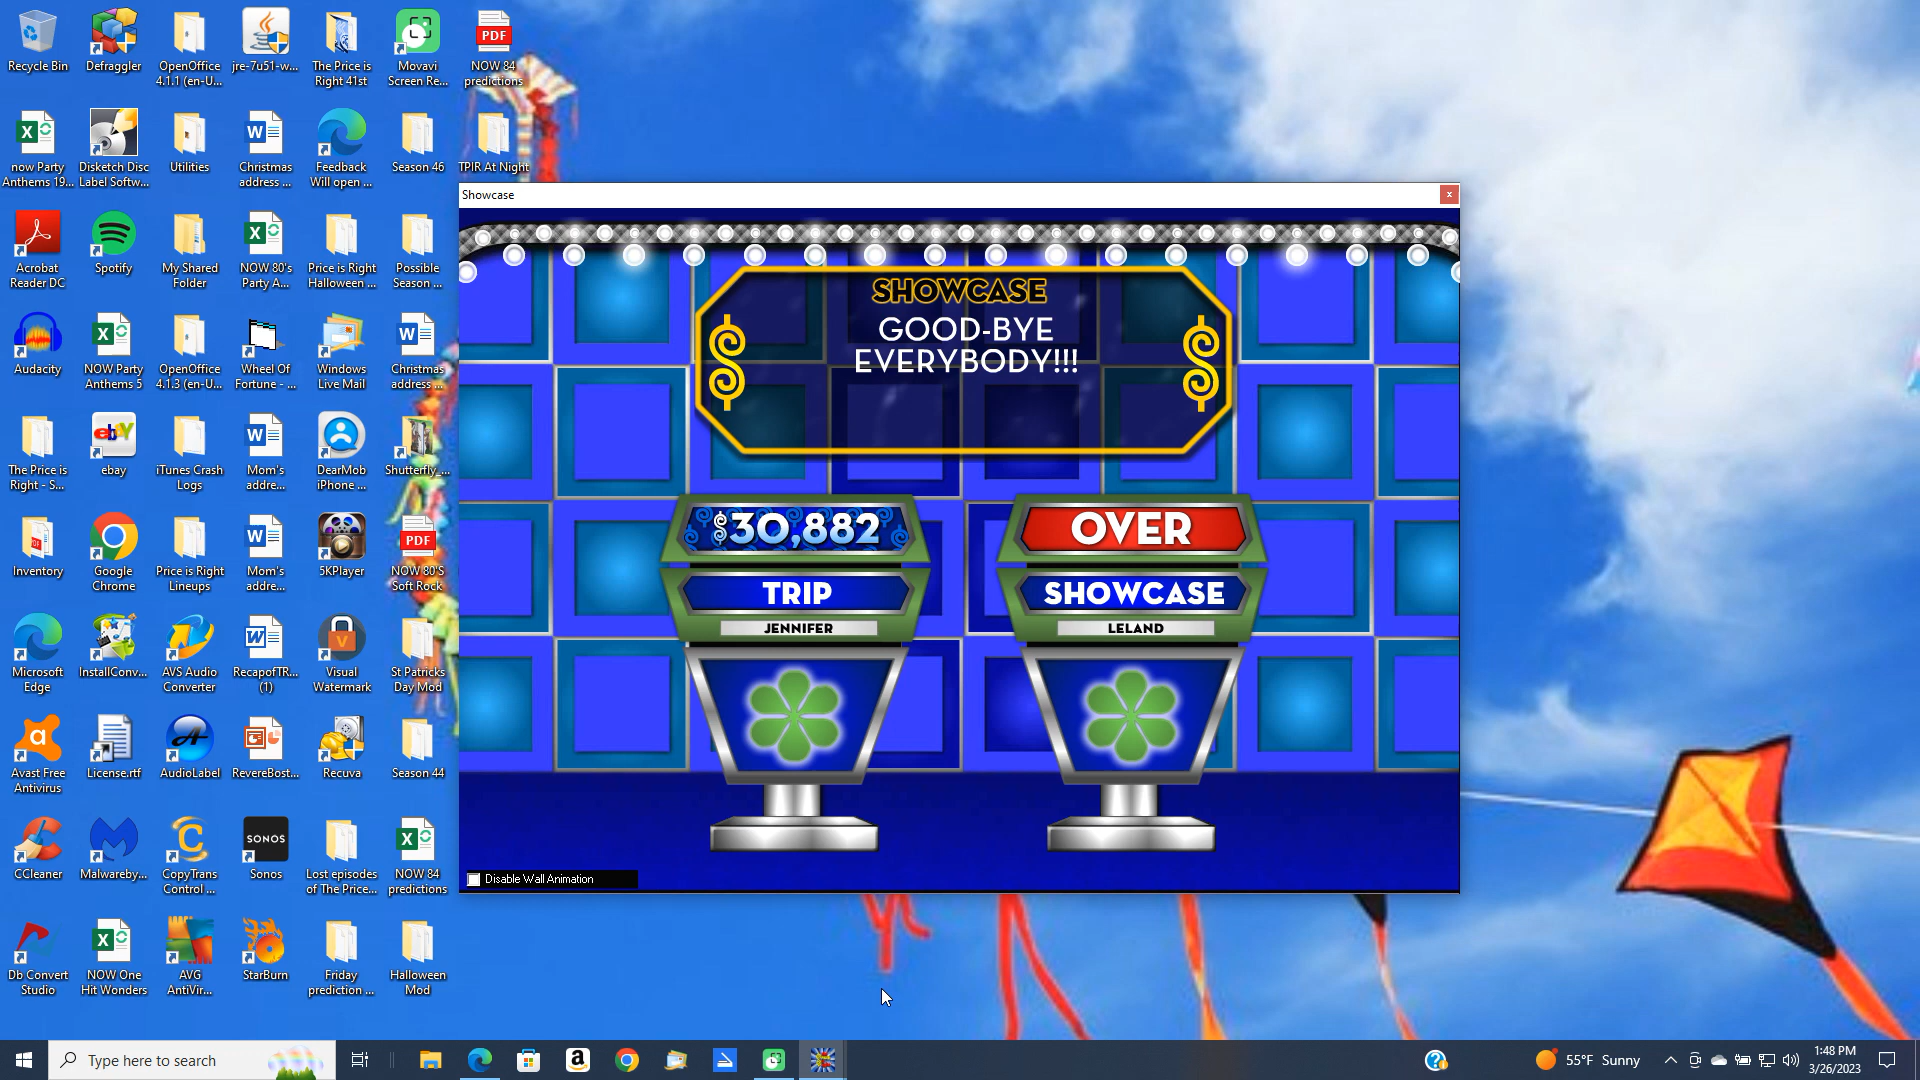 Recycle Bin
Defraggler
OpenOffice
4.1.1 (en-U...
jre-7u51-w...
The Price is
Right 41st
Movavi
Screen Re...
PDF
NOW 84
predictions
now Party
Anthems 19...
Disketch Disc
Label Softw...
Utilities
Christmas
address ...
Feedback
Will open ...
Season 46
TPIR At Night
Acrobat
Reader DC
Spotify
My Shared
Folder
NOW 80's
Party A...
Price is Right
Halloween ...
Possible
Season ...
Audacity
NOW Party
Anthems 5
OpenOffice
4.1.3 (en-U...
Wheel Of
Fortune - ...
Windows
Live Mail
Christmas
address ...
The Price is
Right - S...
ebay
iTunes Crash
Logs
Mom's
addre...
DearMob
iPhone ...
Shutterfly_...
Inventory
Google
Chrome
Price is Right
Lineups
Mom's
addre...
5KPlayer
PDF
NOW 80'S
Soft Rock
Microsoft
Edge
InstallConv...
AVS Audio
Converter
RecapofTR...
(1)
Visual
Watermark
St Patricks
Day Mod
Avast Free
Antivirus
License.rtf
AudioLabel
RevereBost...
Recuva
Season 44
CCleaner
Malwareby...
CopyTrans
Control ...
SONOS
Sonos
Lost episodes
of The Price...
NOW 84
predictions
Db Convert
Studio
NOW One
Hit Wonders
AVG
AntiVir...
StarBurn
Friday
prediction ...
Halloween
Mod
Showcase
SHOWCASE
GOOD-BYE
EVERYBODY!!!
$30,882
OVER
TRIP
SHOWCASE
JENNIFER
LELAND
Disable Wall Animation
Type here to search
55°F Sunny
1:48 PM
3/26/2023